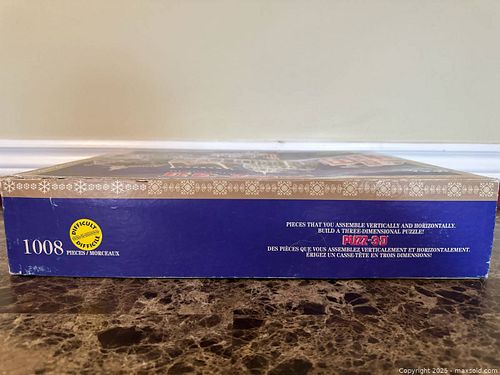 DIFFICULT
DIFFICILE
1008 PIECES / MORCEAUX
PIECES THAT YOU ASSEMBLE VERTICALLY AND HORIZONTALLY.
BUILD A THREE-DIMENSIONAL PUZZLE!
PUZZ-3D
DES PIÈCES QUE VOUS ASSEMBLEZ VERTICALEMENT ET HORIZONTALEMENT.
ÉRIGEZ UN CASSE-TÊTE EN TROIS DIMENSIONS!
Copyright 2025 - maxsold.com